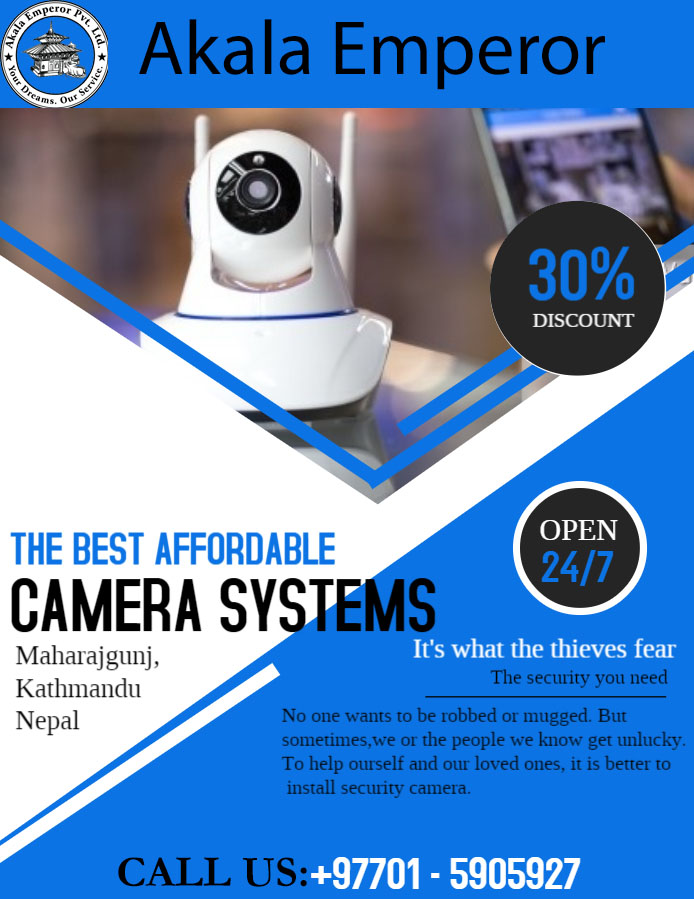 Akala Emperor Pvt. Ltd.
Your Dreams. Our Service.
Akala Emperor
30%
DISCOUNT
OPEN
24/7
THE BEST AFFORDABLE
CAMERA SYSTEMS
Maharajgunj,
Kathmandu
Nepal
It's what the thieves fear
The security you need
No one wants to be robbed or mugged. But
sometimes,we or the people we know get unlucky.
To help ourself and our loved ones, it is better to
install security camera.
CALL US:+97701 - 5905927